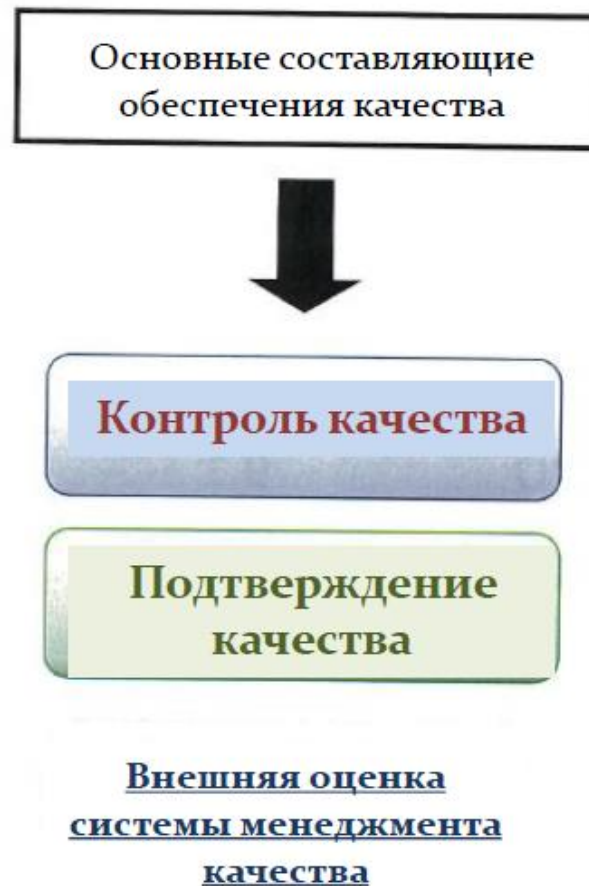 Основные составляющие
обеспечения качества
Контроль качества
Подтверждение
качества
Внешняя оценка
системы менеджмента
качества